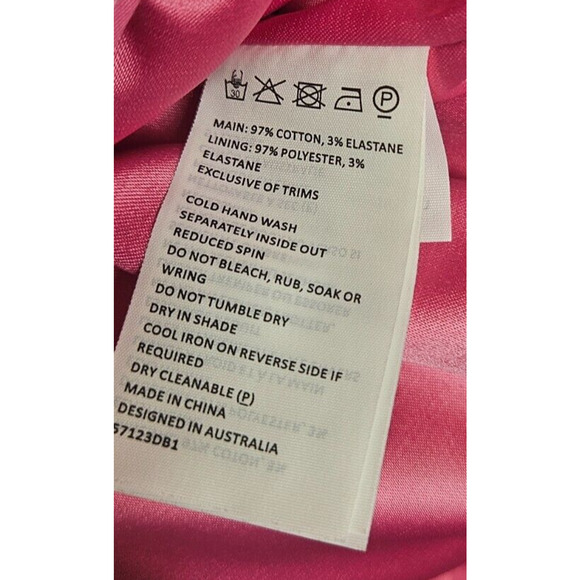 30
P
MAIN: 97% COTTON, 3% ELASTANE
LINING: 97% POLYESTER, 3%
ELASTANE
EXCLUSIVE OF TRIMS
COLD HAND WASH
SEPARATELY INSIDE OUT
REDUCED SPIN
DO NOT BLEACH, RUB, SOAK OR
WRING
DO NOT TUMBLE DRY
DRY IN SHADE
COOL IRON ON REVERSE SIDE IF
REQUIRED
DRY CLEANABLE (P)
MADE IN CHINA
DESIGNED IN AUSTRALIA
57123DB1